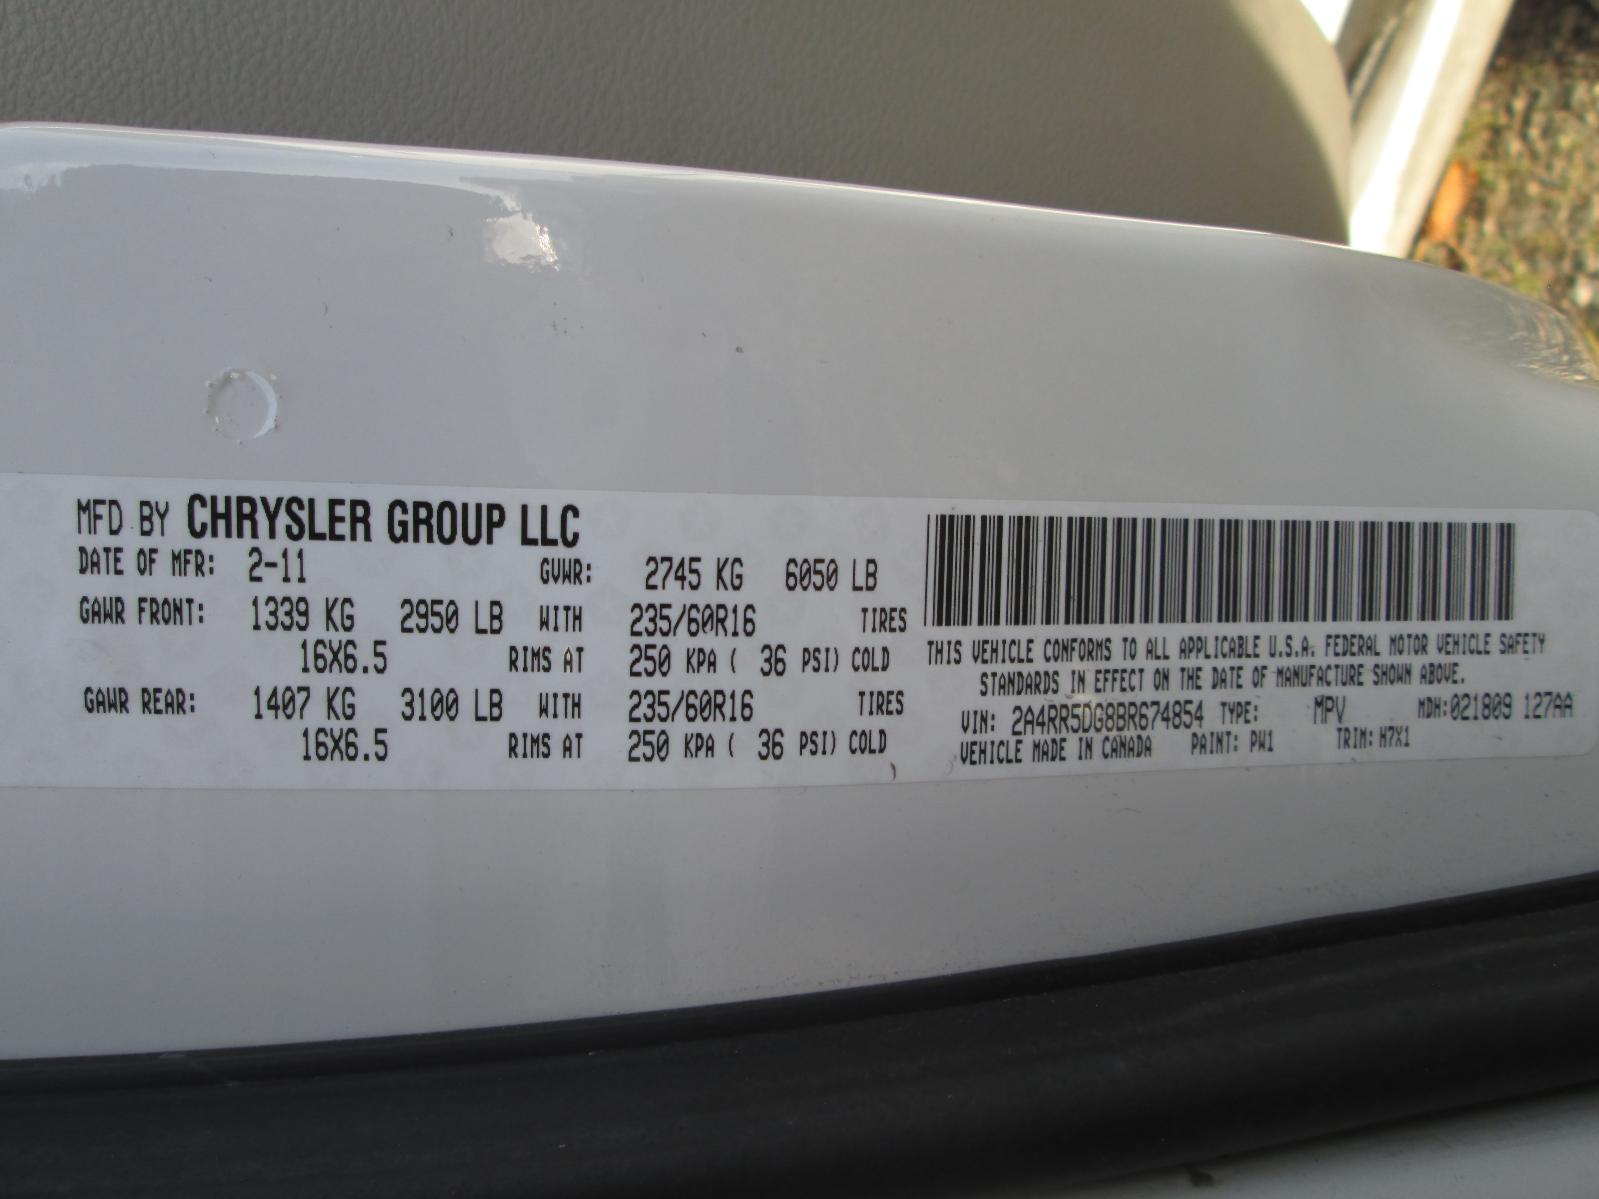 MFD BY CHRYSLER GROUP LLC
DATE OF MFR: 2-11 GVWR: 2745 KG 6050 LB
GAWR FRONT: 1339 KG 2950 LB WITH 235/60R16 TIRES
16X6.5 RIMS AT 250 KPA ( 36 PSI) COLD
GAWR REAR: 1407 KG 3100 LB WITH 235/60R16 TIRES
16X6.5 RIMS AT 250 KPA ( 36 PSI) COLD
THIS VEHICLE CONFORMS TO ALL APPLICABLE U.S.A. FEDERAL MOTOR VEHICLE SAFETY
STANDARDS IN EFFECT ON THE DATE OF MANUFACTURE SHOWN ABOVE.
VIN: 2A4RR5DG8BR674854 TYPE: MPV MDH:021809 127AA
VEHICLE MADE IN CANADA PAINT: PW1 TRIM: H7X1